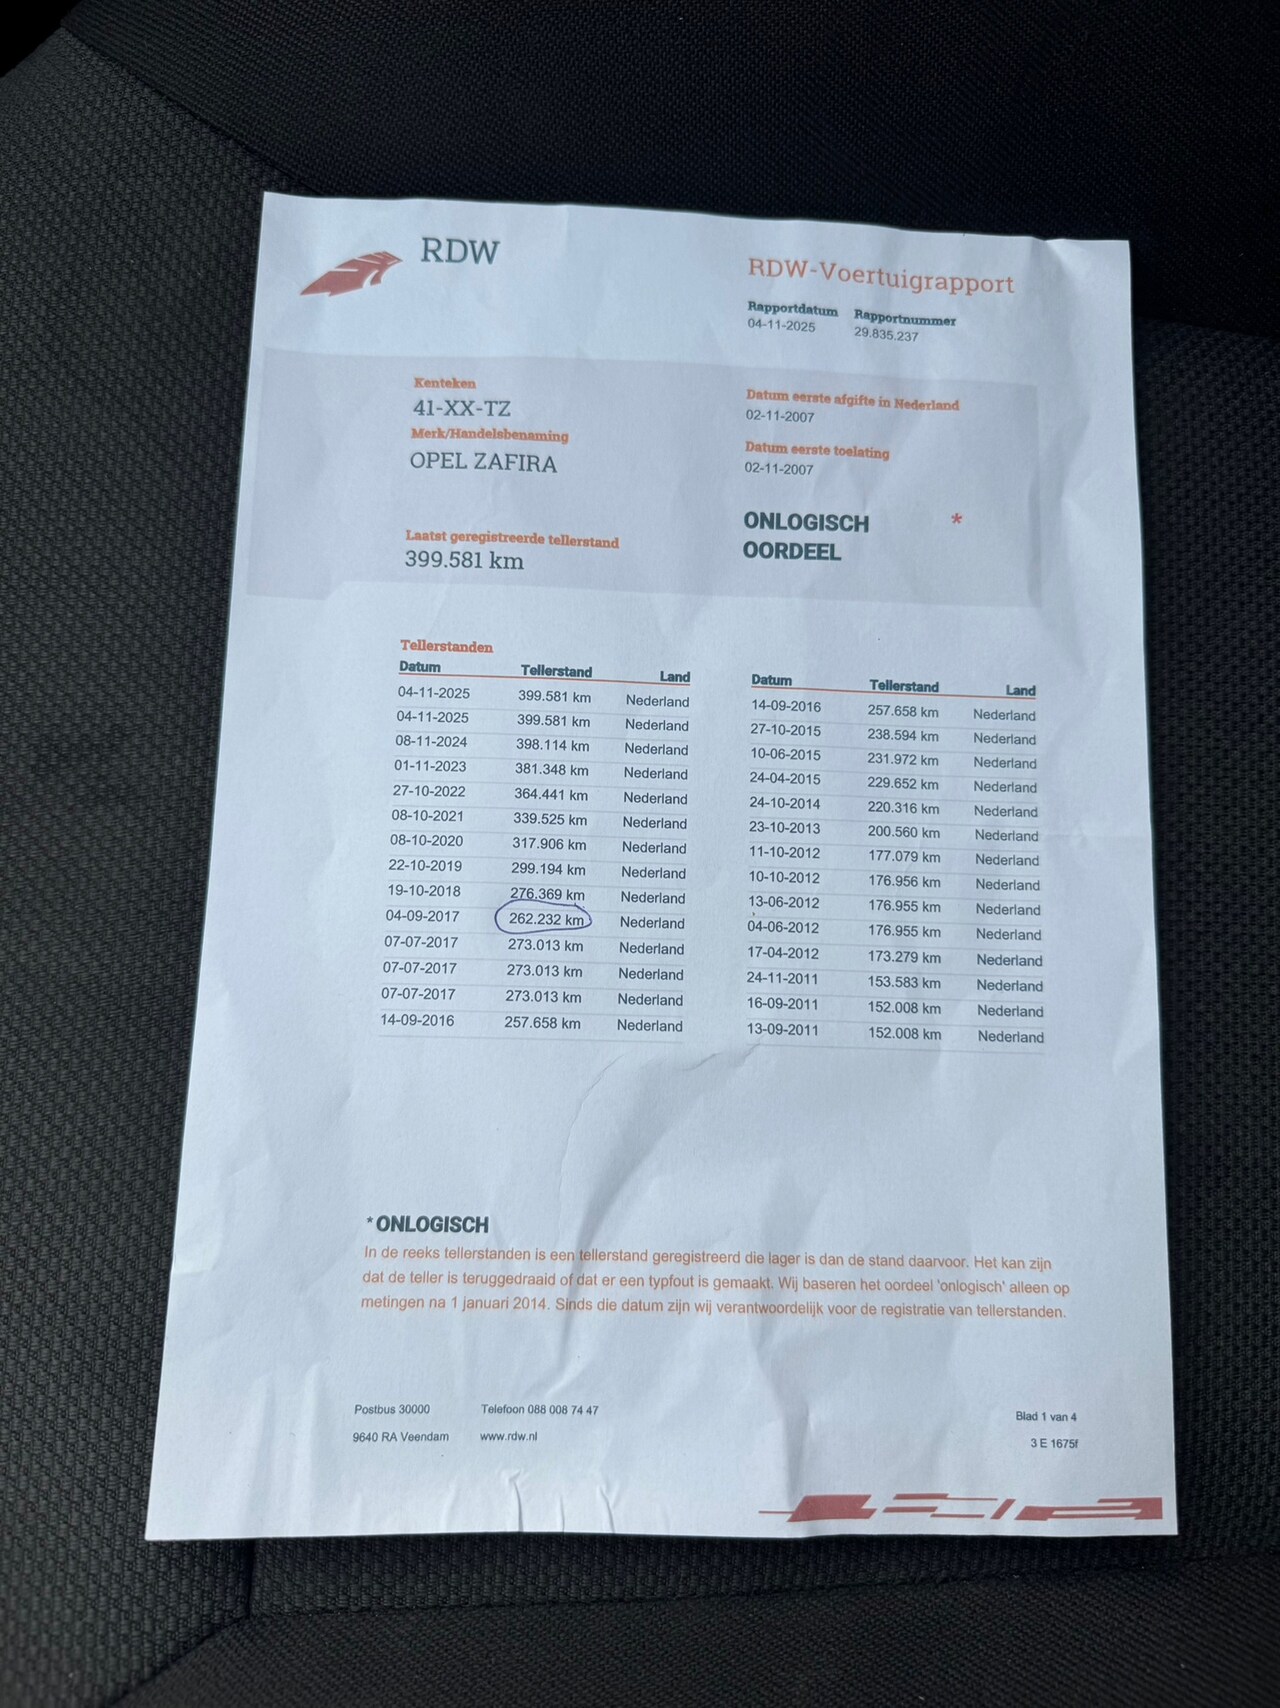 RDW
RDW-Voertuigrapport
Rapportdatum Rapportnummer
04-11-2025 29.835.237
Kenteken
41-XX-TZ
Merk/Handelsbenaming
OPEL ZAFIRA
Laatst geregistreerde tellerstand
399.581 km
Datum eerste afgifte in Nederland
02-11-2007
Datum eerste toelating
02-11-2007
ONLOGISCH *
OORDEEL
Tellerstanden
Datum Tellerstand Land
04-11-2025 399.581 km Nederland
04-11-2025 399.581 km Nederland
08-11-2024 398.114 km Nederland
01-11-2023 381.348 km Nederland
27-10-2022 364.441 km Nederland
08-10-2021 339.525 km Nederland
08-10-2020 317.906 km Nederland
22-10-2019 299.194 km Nederland
19-10-2018 276.369 km Nederland
04-09-2017 262.232 km Nederland
07-07-2017 273.013 km Nederland
07-07-2017 273.013 km Nederland
07-07-2017 273.013 km Nederland
14-09-2016 257.658 km Nederland
Datum Tellerstand Land
14-09-2016 257.658 km Nederland
27-10-2015 238.594 km Nederland
10-06-2015 231.972 km Nederland
24-04-2015 229.652 km Nederland
24-10-2014 220.316 km Nederland
23-10-2013 200.560 km Nederland
11-10-2012 177.079 km Nederland
10-10-2012 176.956 km Nederland
13-06-2012 176.955 km Nederland
04-06-2012 176.955 km Nederland
17-04-2012 173.279 km Nederland
24-11-2011 153.583 km Nederland
16-09-2011 152.008 km Nederland
13-09-2011 152.008 km Nederland
* ONLOGISCH
In de reeks tellerstanden is een tellerstand geregistreerd die lager is dan de stand daarvoor. Het kan zijn
dat de teller is teruggedraaid of dat er een typfout is gemaakt. Wij baseren het oordeel 'onlogisch' alleen op
metingen na 1 januari 2014. Sinds die datum zijn wij verantwoordelijk voor de registratie van tellerstanden.
Postbus 30000 Telefoon 088 008 74 47
9640 RA Veendam www.rdw.nl
Blad 1 van 4
3 E 1675f